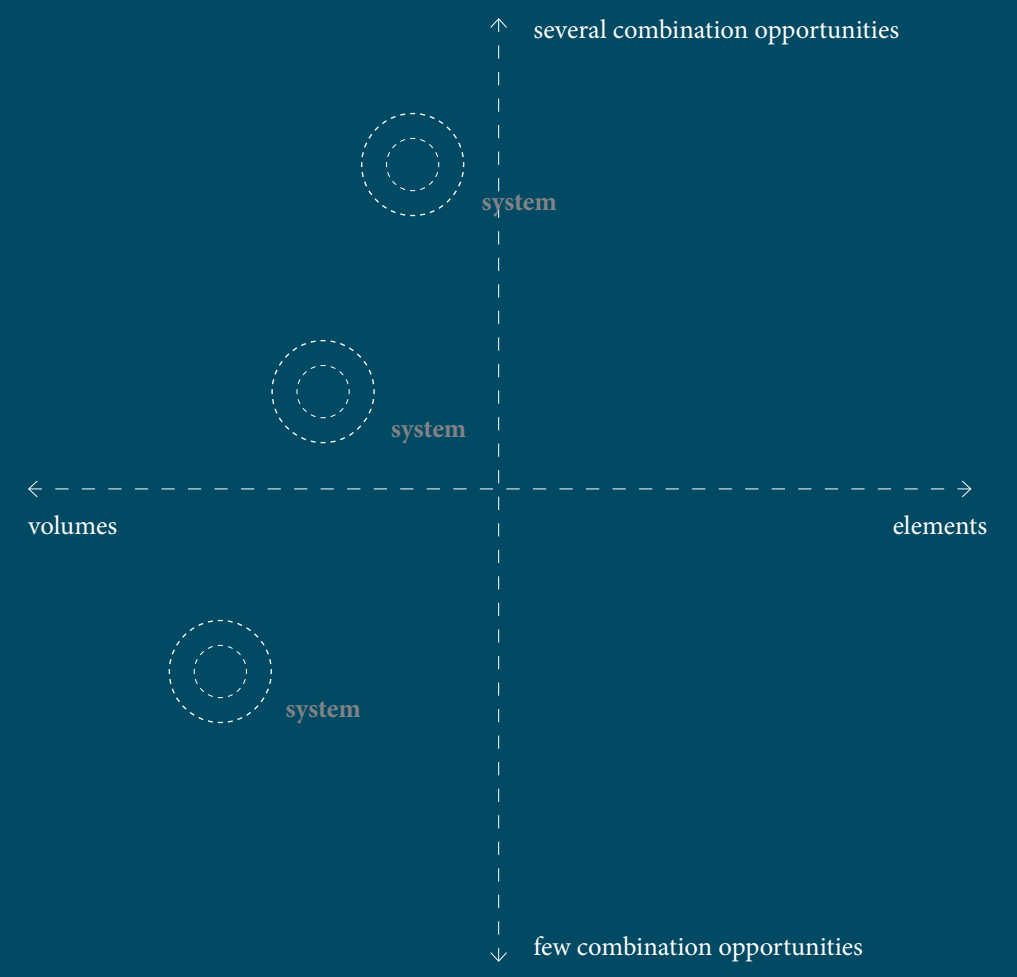 several combination opportunities
system
system
volumes
elements
system
few combination opportunities